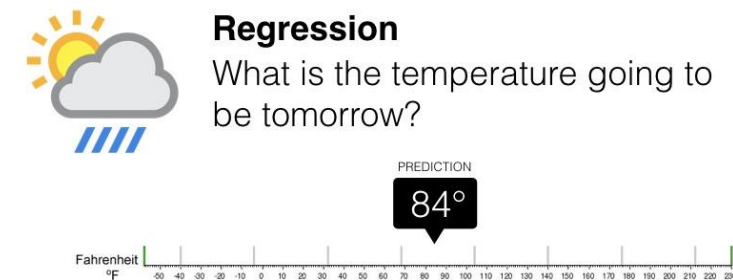 Regression
What is the temperature going to
be tomorrow?
PREDICTION
84°
Fahrenheit
°F -50 -40 -30 -20 -10 0 10 20 30 40 50 60 70 80 90 100 110 120 130 140 150 160 170 180 190 200 210 220 230